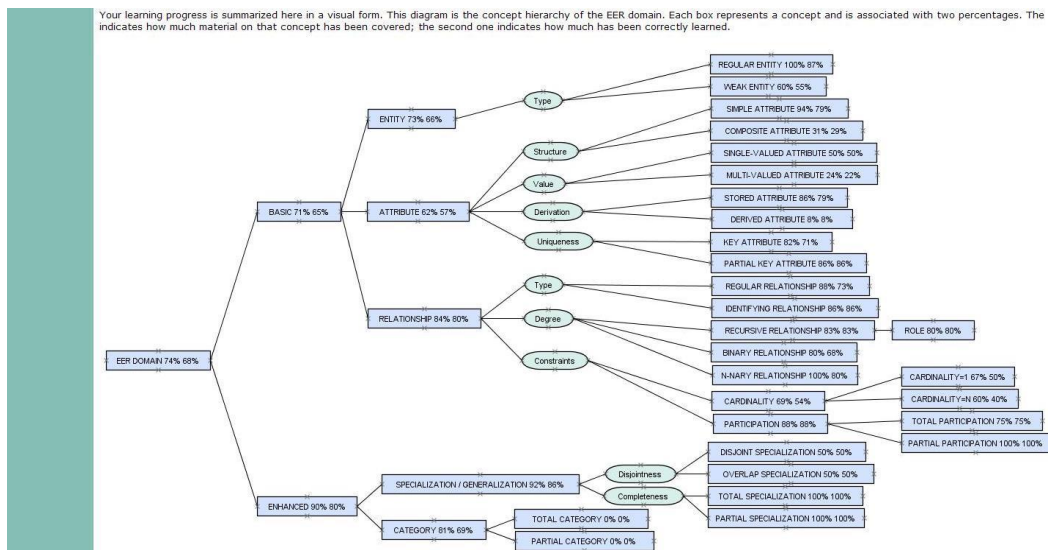 Your learning progress is summarized here in a visual form. This diagram is the concept hierarchy of the EER domain. Each box represents a concept and is associated with two percentages. The
indicates how much material on that concept has been covered; the second one indicates how much has been correctly learned.
REGULAR ENTITY 100% 87%
WEAK ENTITY 60% 55%
Type
ENTITY 73% 66%
SIMPLE ATTRIBUTE 94% 79%
COMPOSITE ATTRIBUTE 31% 29%
Structure
SINGLE-VALUED ATTRIBUTE 50% 50%
MULTI-VALUED ATTRIBUTE 24% 22%
Value
STORED ATTRIBUTE 86% 79%
BASIC 71% 65%
ATTRIBUTE 62% 57%
Derivation
DERIVED ATTRIBUTE 8% 8%
Uniqueness
KEY ATTRIBUTE 82% 71%
PARTIAL KEY ATTRIBUTE 86% 86%
Type
REGULAR RELATIONSHIP 88% 73%
IDENTIFYING RELATIONSHIP 86% 86%
RELATIONSHIP 84% 80%
Degree
RECURSIVE RELATIONSHIP 83% 83%
ROLE 80% 80%
BINARY RELATIONSHIP 80% 68%
EER DOMAIN 74% 68%
Constraints
N-NARY RELATIONSHIP 100% 80%
CARDINALITY=1 67% 50%
CARDINALITY 69% 54%
CARDINALITY=N 60% 40%
PARTICIPATION 88% 88%
TOTAL PARTICIPATION 75% 75%
PARTIAL PARTICIPATION 100% 100%
DISJOINT SPECIALIZATION 50% 50%
Disjointness
OVERLAP SPECIALIZATION 50% 50%
SPECIALIZATION / GENERALIZATION 92% 86%
Completeness
TOTAL SPECIALIZATION 100% 100%
ENHANCED 90% 80%
TOTAL CATEGORY 0% 0%
PARTIAL SPECIALIZATION 100% 100%
CATEGORY 81% 69%
PARTIAL CATEGORY 0% 0%